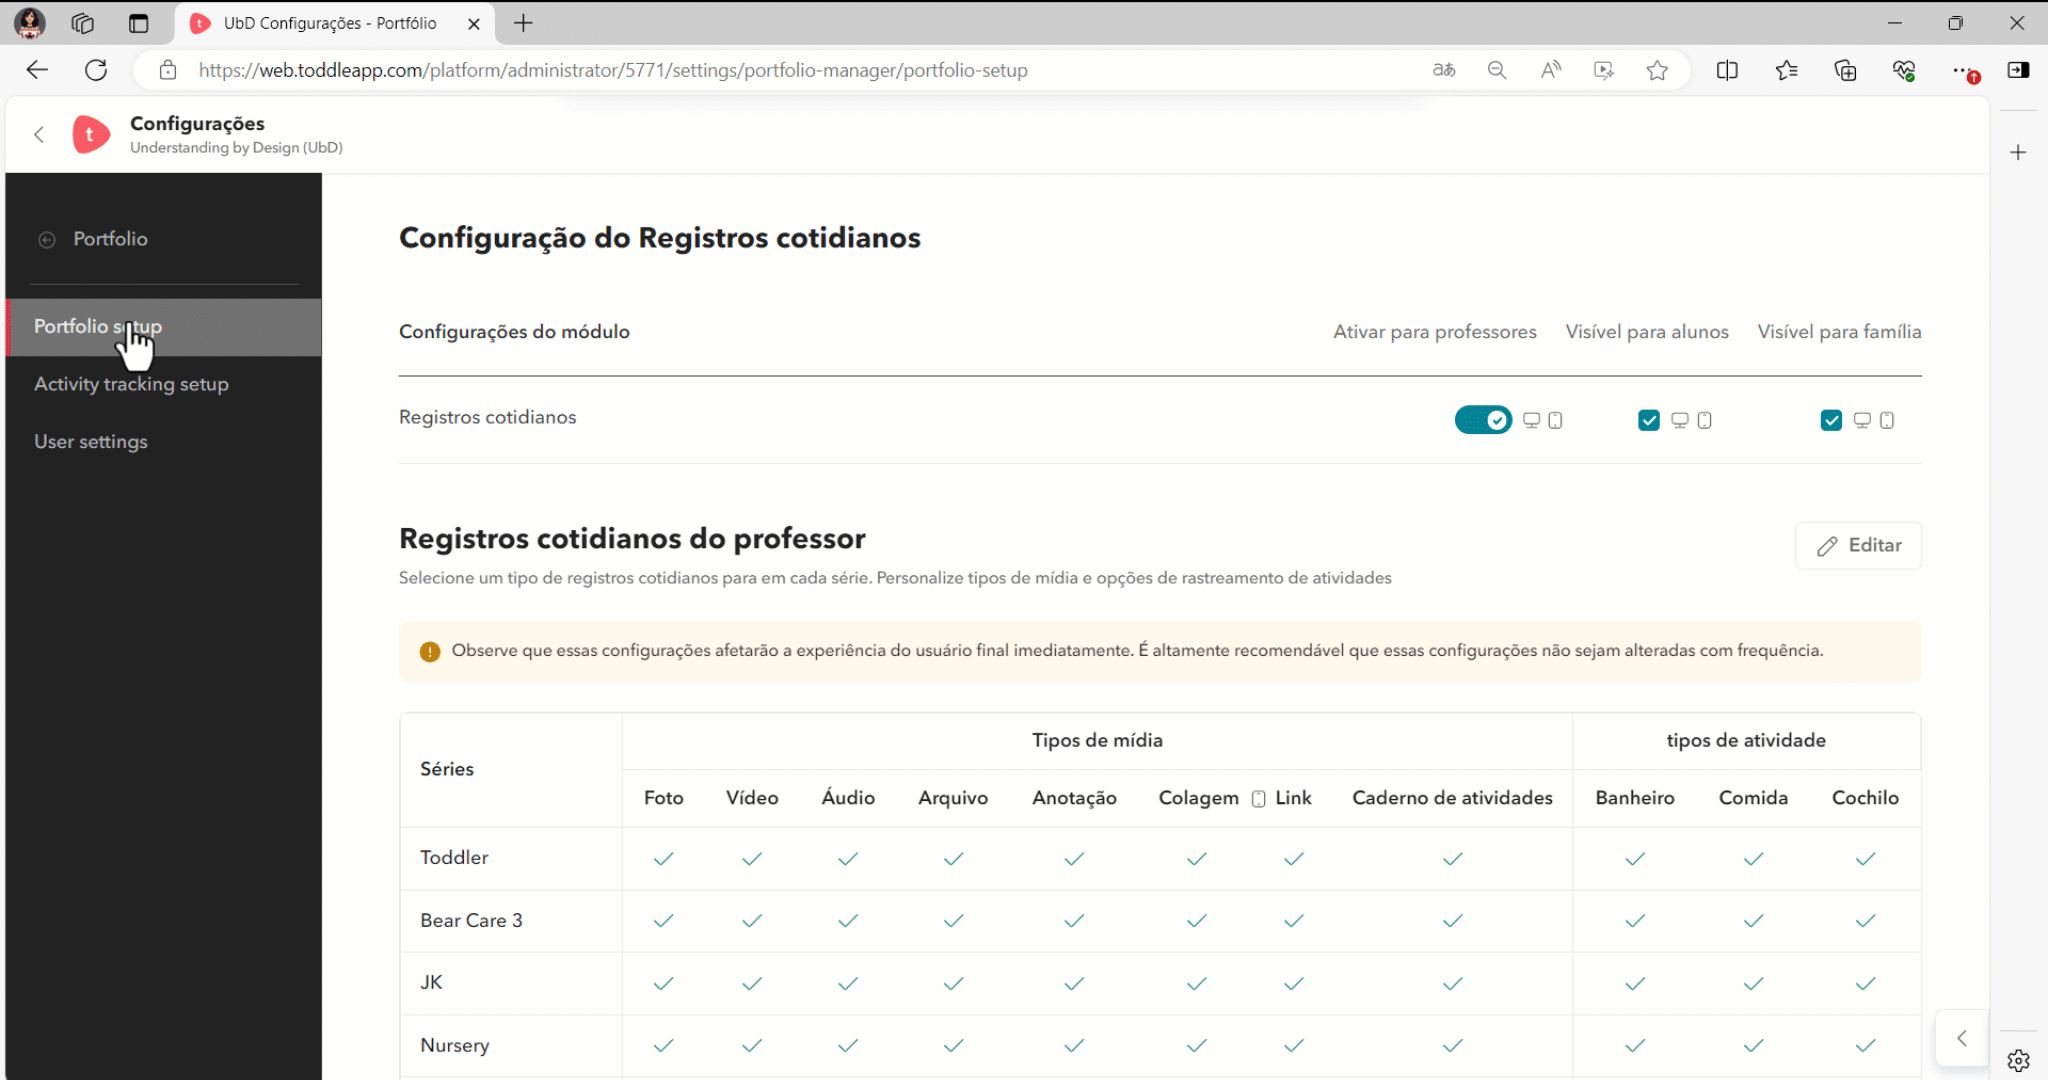 UbD Configurações - Portfólio
https://web.toddleapp.com/platform/administrator/5771/settings/portfolio-manager/portfolio-setup
t
Configurações
Understanding by Design (UbD)
Portfolio
Portfolio setup
Activity tracking setup
User settings
Configuração do Registros cotidianos
Configurações do módulo Ativar para professores Visível para alunos Visível para família
Registros cotidianos
Registros cotidianos do professor
Editar
Selecione um tipo de registros cotidianos para em cada série. Personalize tipos de mídia e opções de rastreamento de atividades
Observe que essas configurações afetarão a experiência do usuário final imediatamente. É altamente recomendável que essas configurações não sejam alteradas com frequência.
Séries
Tipos de mídia tipos de atividade
Foto Vídeo Áudio Arquivo Anotação Colagem Link Caderno de atividades Banheiro Comida Cochilo
Toddler
Bear Care 3
JK
Nursery